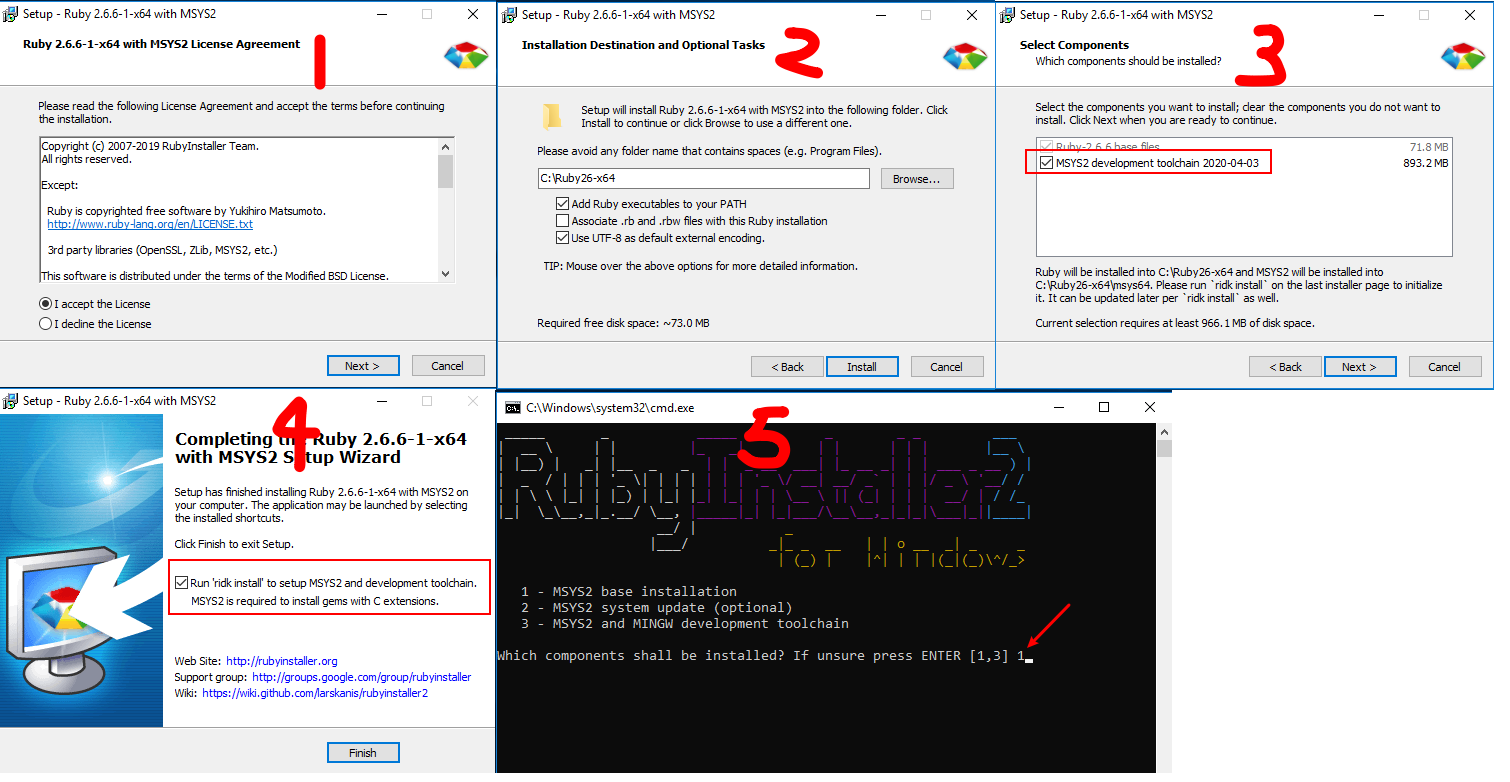 Setup - Ruby 2.6.6-1-x64 with MSYS2
Ruby 2.6.6-1-x64 with MSYS2 License Agreement
1
Please read the following License Agreement and accept the terms before continuing
the installation.
Copyright (c) 2007-2019 RubyInstaller Team.
All rights reserved.
Except:
Ruby is copyrighted free software by Yukihiro Matsumoto.
http://www.ruby-lang.org/en/LICENSE.txt
3rd party libraries (OpenSSL, ZLib, MSYS2, etc.)
This software is distributed under the terms of the Modified BSD License.
I accept the License
I decline the License
Next >
Cancel
Setup - Ruby 2.6.6-1-x64 with MSYS2
Installation Destination and Optional Tasks
2
Setup will install Ruby 2.6.6-1-x64 with MSYS2 into the following folder. Click
Install to continue or click Browse to use a different one.
Please avoid any folder name that contains spaces (e.g. Program Files).
C:\Ruby26-x64
Browse...
Add Ruby executables to your PATH
Associate .rb and .rbw files with this Ruby installation
Use UTF-8 as default external encoding.
TIP: Mouse over the above options for more detailed information.
Required free disk space: ~73.0 MB
< Back
Install
Cancel
Setup - Ruby 2.6.6-1-x64 with MSYS2
Select Components
Which components should be installed?
3
Select the components you want to install; clear the components you do not want to
install. Click Next when you are ready to continue.
Ruby-2.6.6 base files 71.8 MB
MSYS2 development toolchain 2020-04-03 893.2 MB
Ruby will be installed into C:\Ruby26-x64 and MSYS2 will be installed into
C:\Ruby26-x64\msys64. Please run `ridk install` on the last installer page to initialize
it. It can be updated later per `ridk install` as well.
Current selection requires at least 966.1 MB of disk space.
< Back
Next >
Cancel
Setup - Ruby 2.6.6-1-x64 with MSYS2
4
Completing the Ruby 2.6.6-1-x64
with MSYS2 Setup Wizard
Setup has finished installing Ruby 2.6.6-1-x64 with MSYS2 on
your computer. The application may be launched by selecting
the installed shortcuts.
Click Finish to exit Setup.
Run 'ridk install' to setup MSYS2 and development toolchain.
MSYS2 is required to install gems with C extensions.
Web Site: http://rubyinstaller.org
Support group: http://groups.google.com/group/rubyinstaller
Wiki: https://wiki.github.com/larskanis/rubyinstaller2
Finish
C:\Windows\system32\cmd.exe
5
RubyInstaller2
for Windows
1 - MSYS2 base installation
2 - MSYS2 system update (optional)
3 - MSYS2 and MINGW development toolchain
Which components shall be installed? If unsure press ENTER [1,3] 1